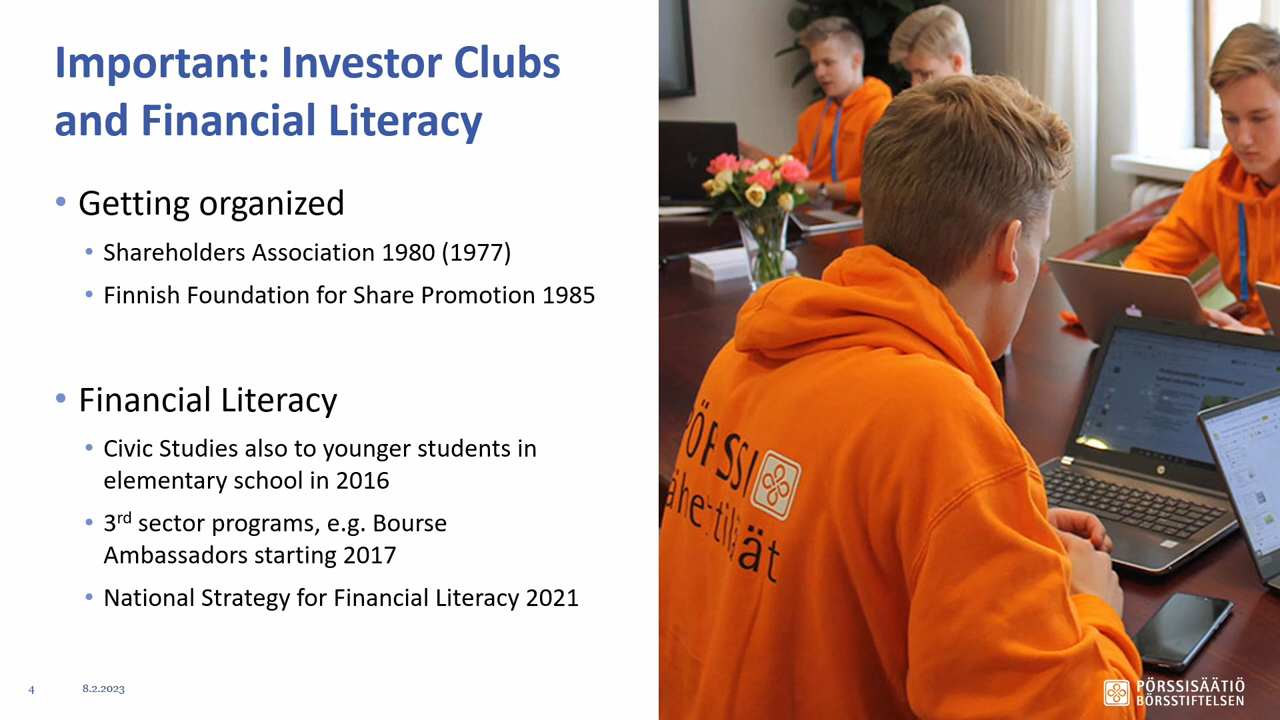 Important: Investor Clubs
and Financial Literacy
• Getting organized
• Shareholders Association 1980 (1977)
• Finnish Foundation for Share Promotion 1985
• Financial Literacy
• Civic Studies also to younger students in
elementary school in 2016
• 3rd sector programs, e.g. Bourse
Ambassadors starting 2017
• National Strategy for Financial Literacy 2021
4
8.2.2023
PÖRSSI
ähettiläät
PÖRSSISÄÄTIÖ
BÖRSSTIFTELSEN